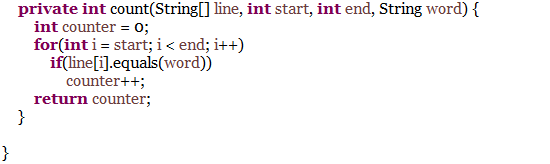 private int count(String[] line, int start, int end, String word) {
int counter = 0;
for(int i = start; i < end; i++)
if(line[i].equals(word))
counter++;
return counter;
}
}